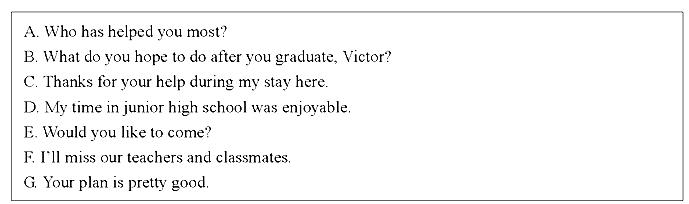 A. Who has helped you most?
B. What do you hope to do after you graduate, Victor?
C. Thanks for your help during my stay here.
D. My time in junior high school was enjoyable.
E. Would you like to come?
F. I'll miss our teachers and classmates.
G. Your plan is pretty good.